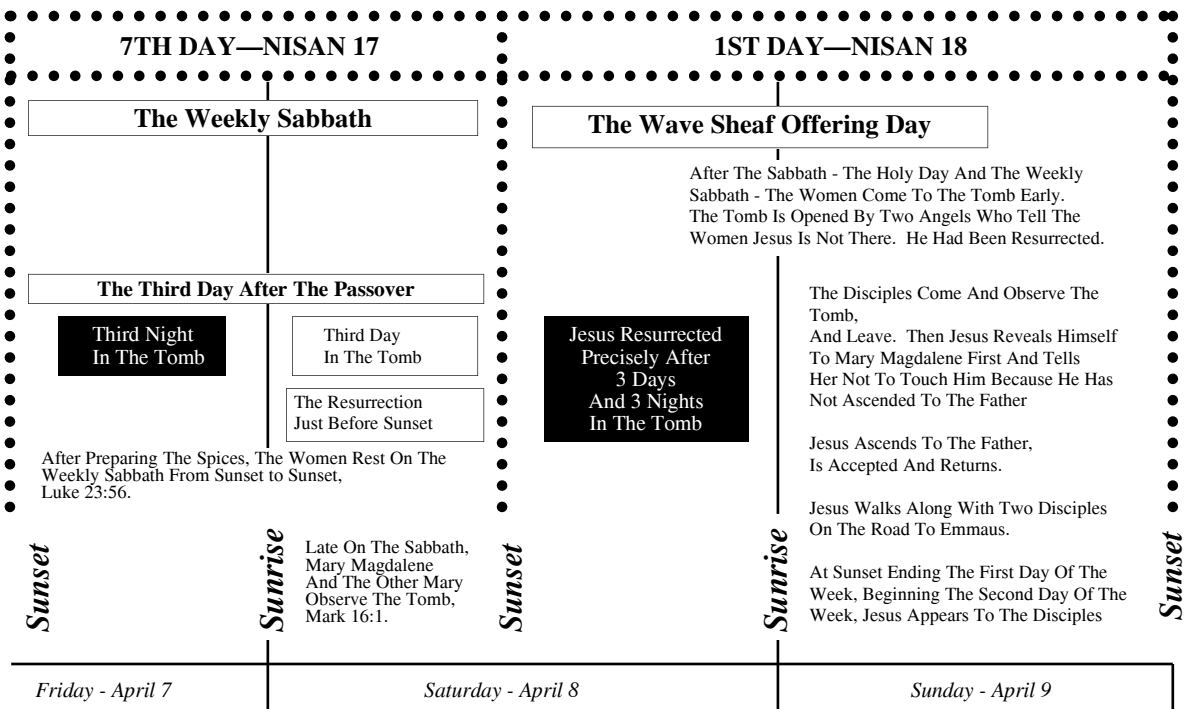 7TH DAY—NISAN 17
The Weekly Sabbath
The Third Day After The Passover
Third Night
In The Tomb
Third Day
In The Tomb
The Resurrection
Just Before Sunset
After Preparing The Spices, The Women Rest On The
Weekly Sabbath From Sunset to Sunset,
Luke 23:56.
Sunset
Sunrise
Late On The Sabbath,
Mary Magdalene
And The Other Mary
Observe The Tomb,
Mark 16:1.
Sunset
1ST DAY—NISAN 18
The Wave Sheaf Offering Day
After The Sabbath - The Holy Day And The Weekly
Sabbath - The Women Come To The Tomb Early.
The Tomb Is Opened By Two Angels Who Tell The
Women Jesus Is Not There.  He Had Been Resurrected.
Jesus Resurrected
Precisely After
3 Days
And 3 Nights
In The Tomb
The Disciples Come And Observe The
Tomb,
And Leave.  Then Jesus Reveals Himself
To Mary Magdalene First And Tells
Her Not To Touch Him Because He Has
Not Ascended To The Father
Jesus Ascends To The Father,
Is Accepted And Returns.
Jesus Walks Along With Two Disciples
On The Road To Emmaus.
At Sunset Ending The First Day Of The
Week, Beginning The Second Day Of The
Week, Jesus Appears To The Disciples
Sunrise
Sunset
Friday - April 7
Saturday - April 8
Sunday - April 9